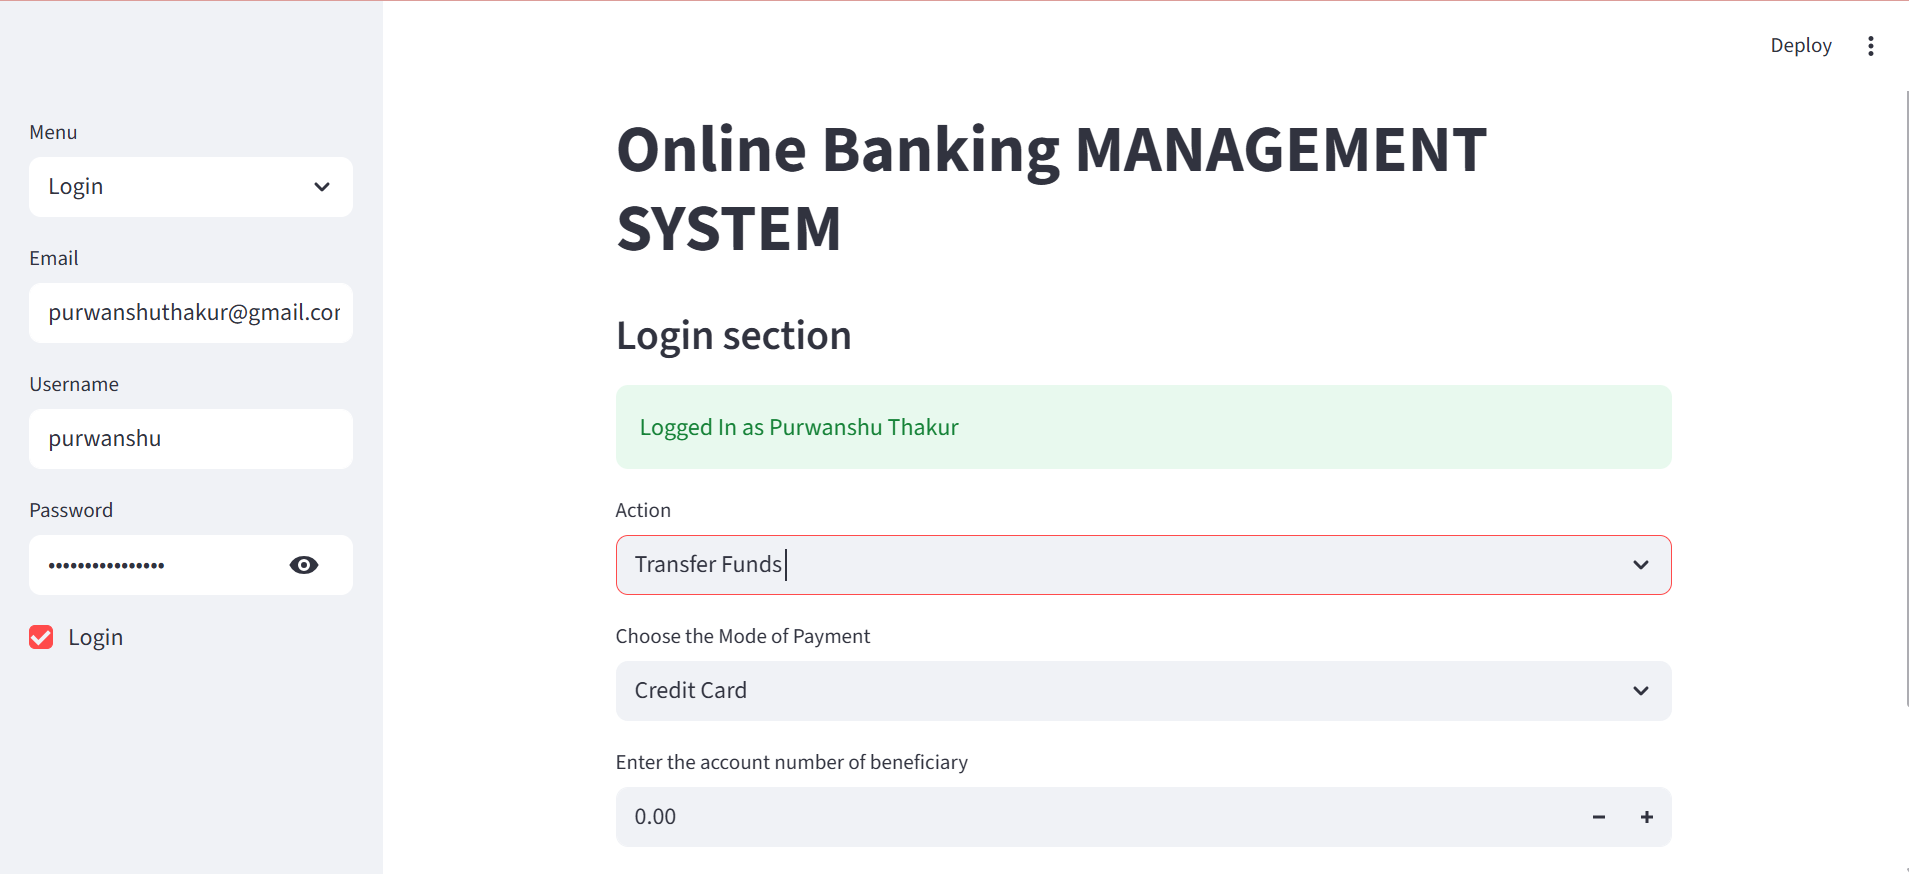 Deploy
Menu
Login
Email
purwanshuthakur@gmail.cor
Username
purwanshu
Password
••••••••••••••••
Login
Online Banking MANAGEMENT
SYSTEM
Login section
Logged In as Purwanshu Thakur
Action
Transfer Funds
Choose the Mode of Payment
Credit Card
Enter the account number of beneficiary
0.00